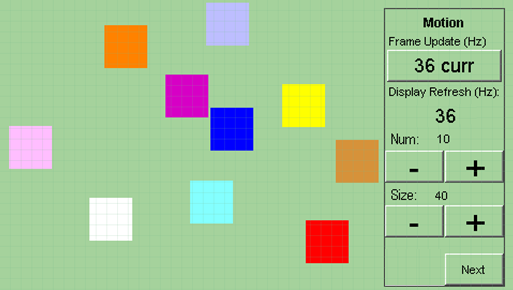 Motion
Frame Update (Hz)
36 curr
Display Refresh (Hz):
36
Num: 10
- +
Size: 40
- +
Next